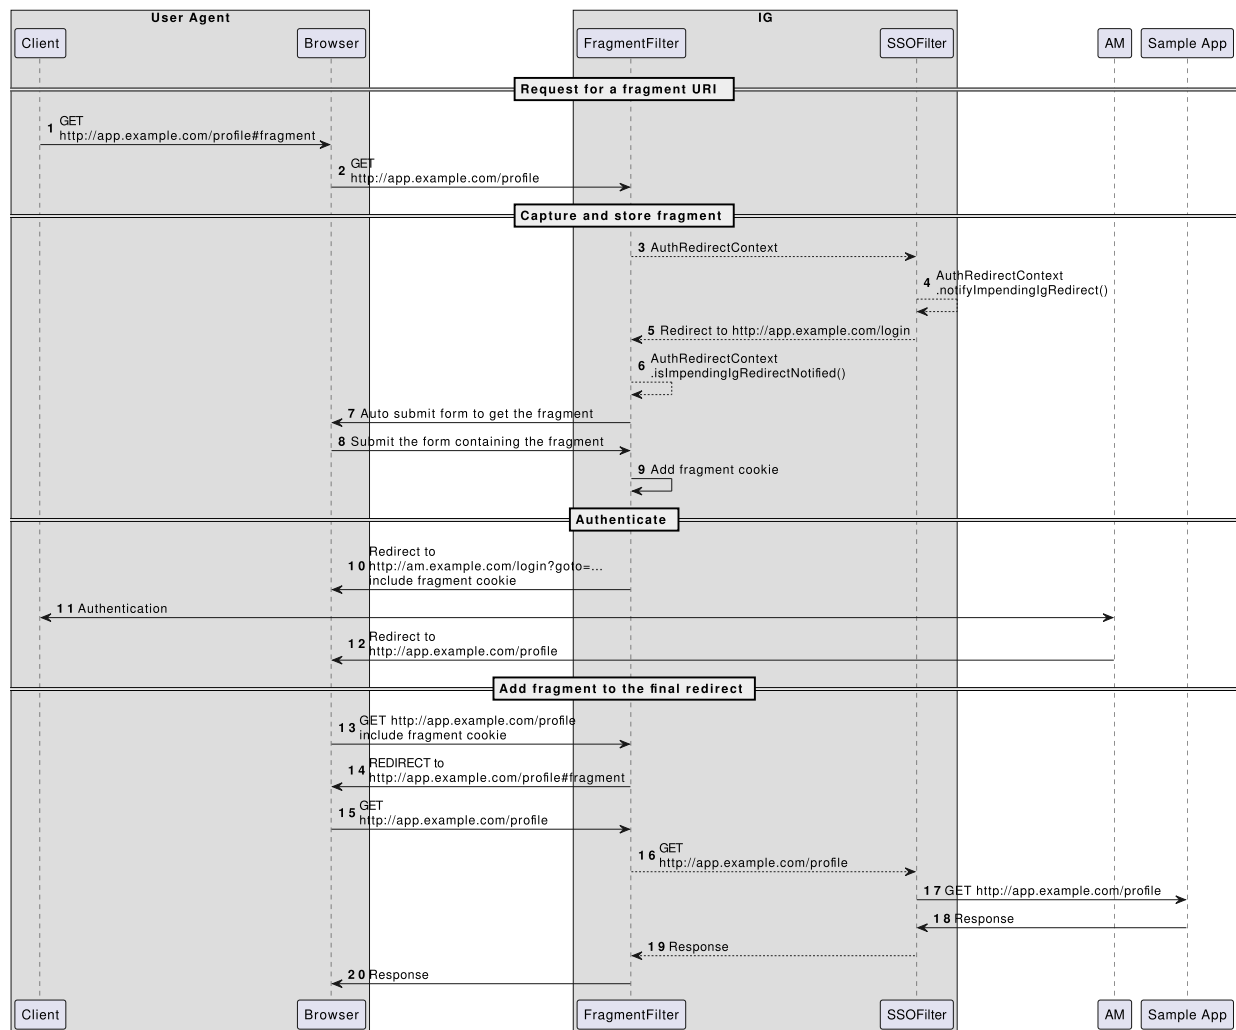 User Agent
IG
Client
Browser
FragmentFilter
SSOFilter
AM
Sample App
Request for a fragment URI
1 GET
http://app.example.com/profile#fragment
2 GET
http://app.example.com/profile
Capture and store fragment
3 AuthRedirectContext
4 AuthRedirectContext
.notifyImpendingIgRedirect()
5 Redirect to http://app.example.com/login
6 AuthRedirectContext
.isImpendingIgRedirectNotified()
7 Auto submit form to get the fragment
8 Submit the form containing the fragment
9 Add fragment cookie
Authenticate
10 Redirect to
http://am.example.com/login?goto=...
include fragment cookie
11 Authentication
12 Redirect to
http://app.example.com/profile
Add fragment to the final redirect
13 GET http://app.example.com/profile
include fragment cookie
14 REDIRECT to
http://app.example.com/profile#fragment
15 GET
http://app.example.com/profile
16 GET
http://app.example.com/profile
17 GET http://app.example.com/profile
18 Response
19 Response
20 Response
Client
Browser
FragmentFilter
SSOFilter
AM
Sample App